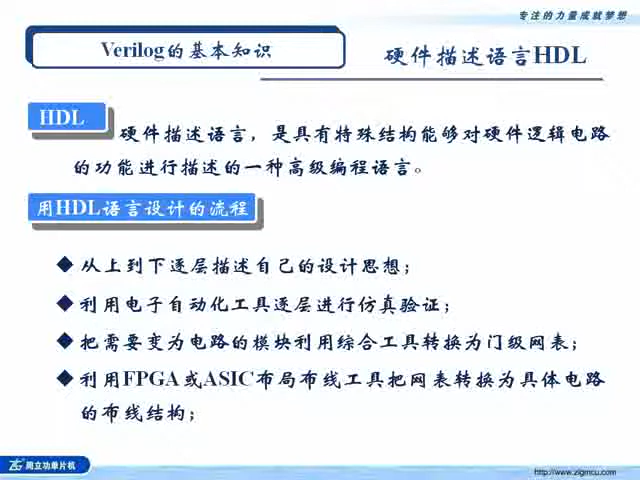 专注的力量成就梦想
Verilog的基本知识
硬件描述语言HDL
HDL
硬件描述语言，是具有特殊结构能够对硬件逻辑电路
的功能进行描述的一种高级编程语言。
用HDL语言设计的流程
◆ 从上到下逐层描述自己的设计思想；
◆ 利用电子自动化工具逐层进行仿真验证；
◆ 把需要变为电路的模块利用综合工具转换为门级网表；
◆ 利用FPGA或ASIC布局布线工具把网表转换为具体电路
的布线结构；
ZLG 周立功单片机
http://www.zlgmcu.com